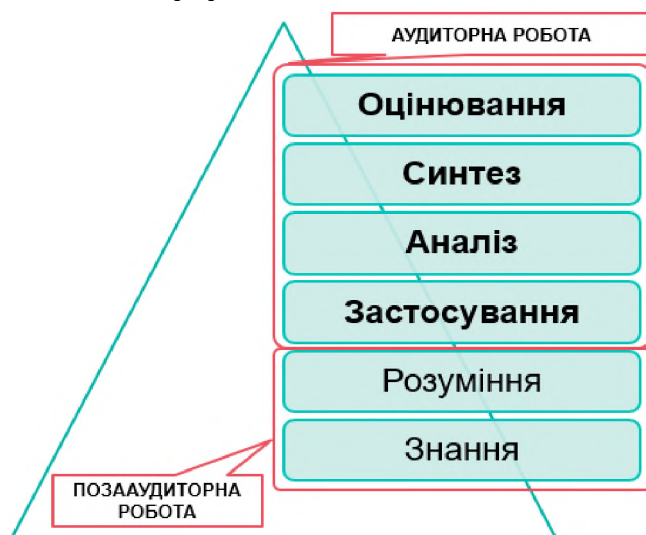 АУДИТОРНА РОБОТА
Оцінювання
Синтез
Аналіз
Застосування
Розуміння
Знання
ПОЗААУДИТОРНА
РОБОТА